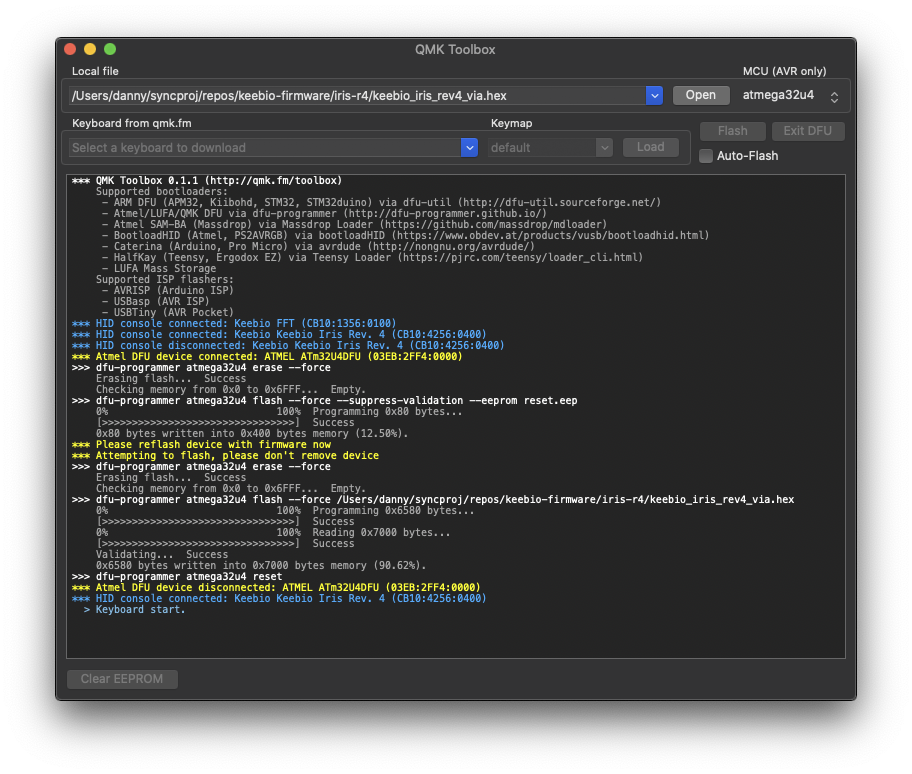 QMK Toolbox
Local file
MCU (AVR only)
/Users/danny/syncproj/repos/keebio-firmware/iris-r4/keebio_iris_rev4_via.hex
Open
atmega32u4
Keyboard from qmk.fm
Keymap
Flash
Exit DFU
Select a keyboard to download
default
Load
Auto-Flash
*** QMK Toolbox 0.1.1 (http://qmk.fm/toolbox)
Supported bootloaders:
- ARM DFU (APM32, Kiibohd, STM32, STM32duino) via dfu-util (http://dfu-util.sourceforge.net/)
- Atmel/LUFA/QMK DFU via dfu-programmer (http://dfu-programmer.github.io/)
- Atmel SAM-BA (Massdrop) via Massdrop Loader (https://github.com/massdrop/mdloader)
- BootloadHID (Atmel, PS2AVRGB) via bootloadHID (https://www.obdev.at/products/vusb/bootloadhid.html)
- Caterina (Arduino, Pro Micro) via avrdude (http://nongnu.org/avrdude/)
- HalfKay (Teensy, Ergodox EZ) via Teensy Loader (https://pjrc.com/teensy/loader_cli.html)
- LUFA Mass Storage
Supported ISP flashers:
- AVRISP (Arduino ISP)
- USBasp (AVR ISP)
- USBTiny (AVR Pocket)
*** HID console connected: Keebio FFT (CB10:1356:0100)
*** HID console connected: Keebio Keebio Iris Rev. 4 (CB10:4256:0400)
*** HID console disconnected: Keebio Keebio Iris Rev. 4 (CB10:4256:0400)
*** Atmel DFU device connected: ATMEL ATm32U4DFU (03EB:2FF4:0000)
>>> dfu-programmer atmega32u4 erase --force
Erasing flash...  Success
Checking memory from 0x0 to 0x6FFF...  Empty.
>>> dfu-programmer atmega32u4 flash --force --suppress-validation --eeprom reset.eep
0%                            100%  Programming 0x80 bytes...
[>>>>>>>>>>>>>>>>>>>>>>>>>>>>>>>>]  Success
0x80 bytes written into 0x400 bytes memory (12.50%).
*** Please reflash device with firmware now
*** Attempting to flash, please don't remove device
>>> dfu-programmer atmega32u4 erase --force
Erasing flash...  Success
Checking memory from 0x0 to 0x6FFF...  Empty.
>>> dfu-programmer atmega32u4 flash --force /Users/danny/syncproj/repos/keebio-firmware/iris-r4/keebio_iris_rev4_via.hex
0%                            100%  Programming 0x6580 bytes...
[>>>>>>>>>>>>>>>>>>>>>>>>>>>>>>>>]  Success
0%                            100%  Reading 0x7000 bytes...
[>>>>>>>>>>>>>>>>>>>>>>>>>>>>>>>>]  Success
Validating...  Success
0x6580 bytes written into 0x7000 bytes memory (90.62%).
>>> dfu-programmer atmega32u4 reset
*** Atmel DFU device disconnected: ATMEL ATm32U4DFU (03EB:2FF4:0000)
*** HID console connected: Keebio Keebio Iris Rev. 4 (CB10:4256:0400)
> Keyboard start.
Clear EEPROM